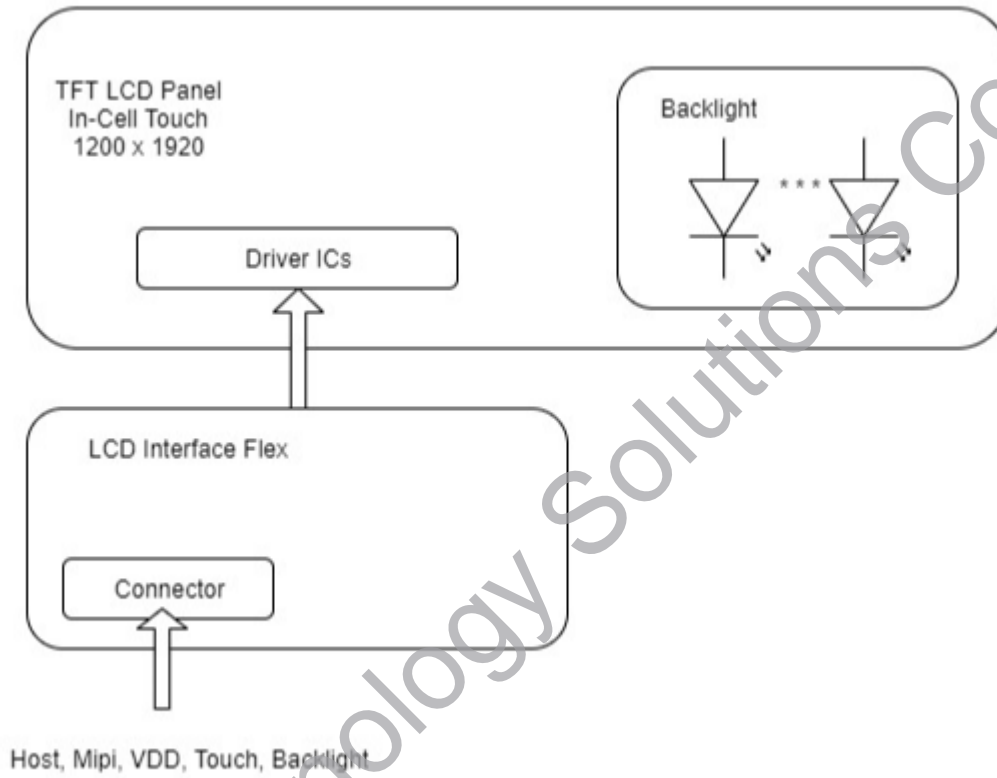 TFT LCD Panel
In-Cell Touch
1200 x 1920
Backlight
* * *
Driver ICs
LCD Interface Flex
Connector
Host, Mipi, VDD, Touch, Backlight
Solutions